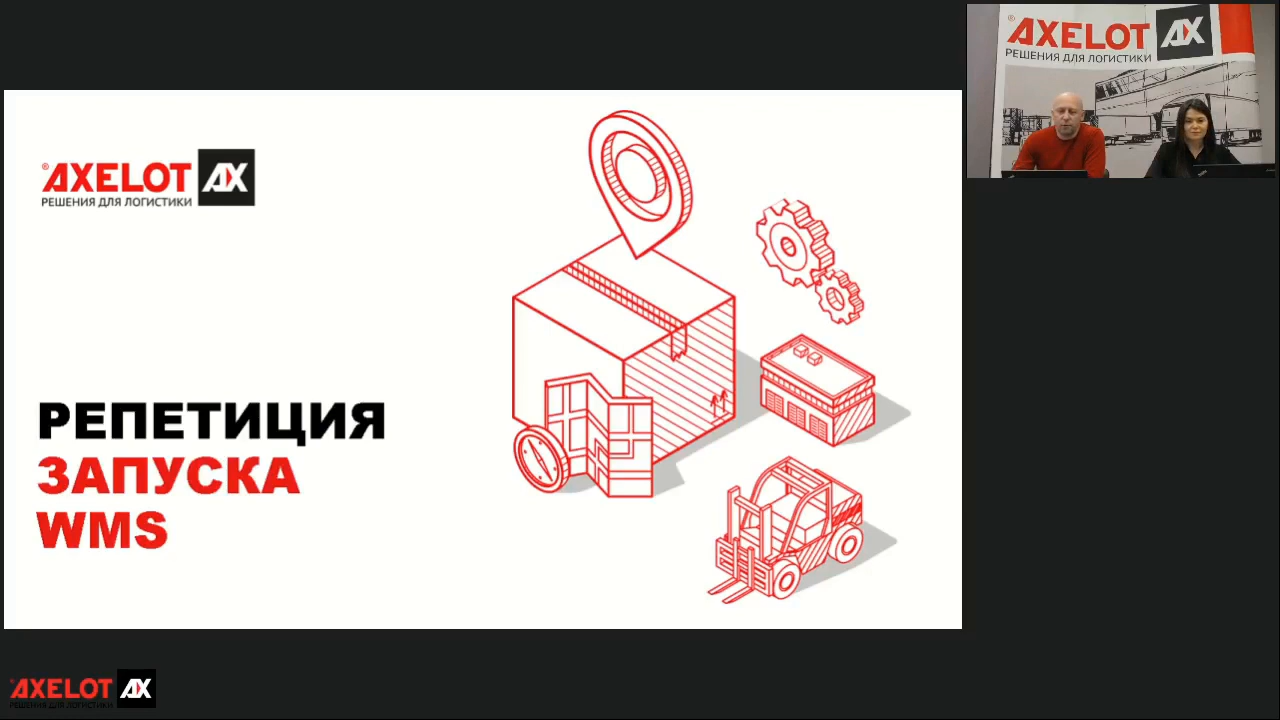 ® AXELOT AX
РЕШЕНИЯ ДЛЯ ЛОГИСТИКИ
® AXELOT AX
РЕШЕНИЯ ДЛЯ ЛОГИСТИКИ
РЕПЕТИЦИЯ
ЗАПУСКА
WMS
® AXELOT AX
РЕШЕНИЯ ДЛЯ ЛОГИСТИКИ